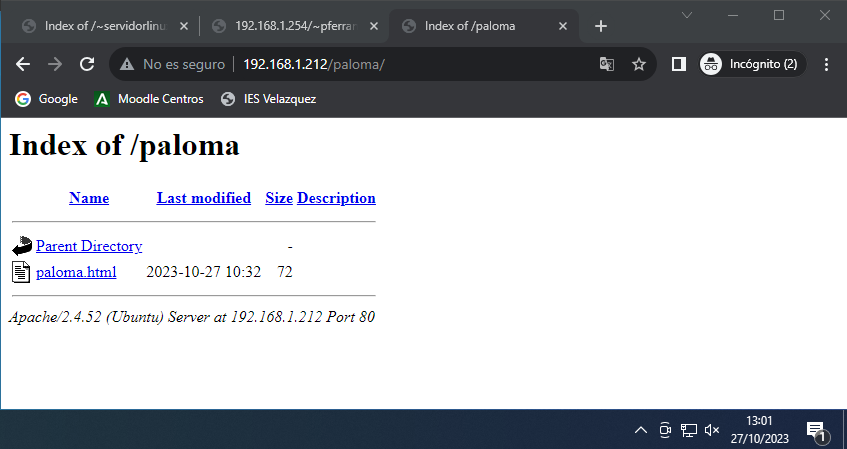 Index of /~servidorlinu
192.168.1.254/~pferran
Index of /paloma
No es seguro
192.168.1.212/paloma/
Incógnito (2)
Google
Moodle Centros
IES Velazquez
Index of /paloma
Name Last modified Size Description
Parent Directory -
paloma.html 2023-10-27 10:32 72
Apache/2.4.52 (Ubuntu) Server at 192.168.1.212 Port 80
13:01
27/10/2023
1